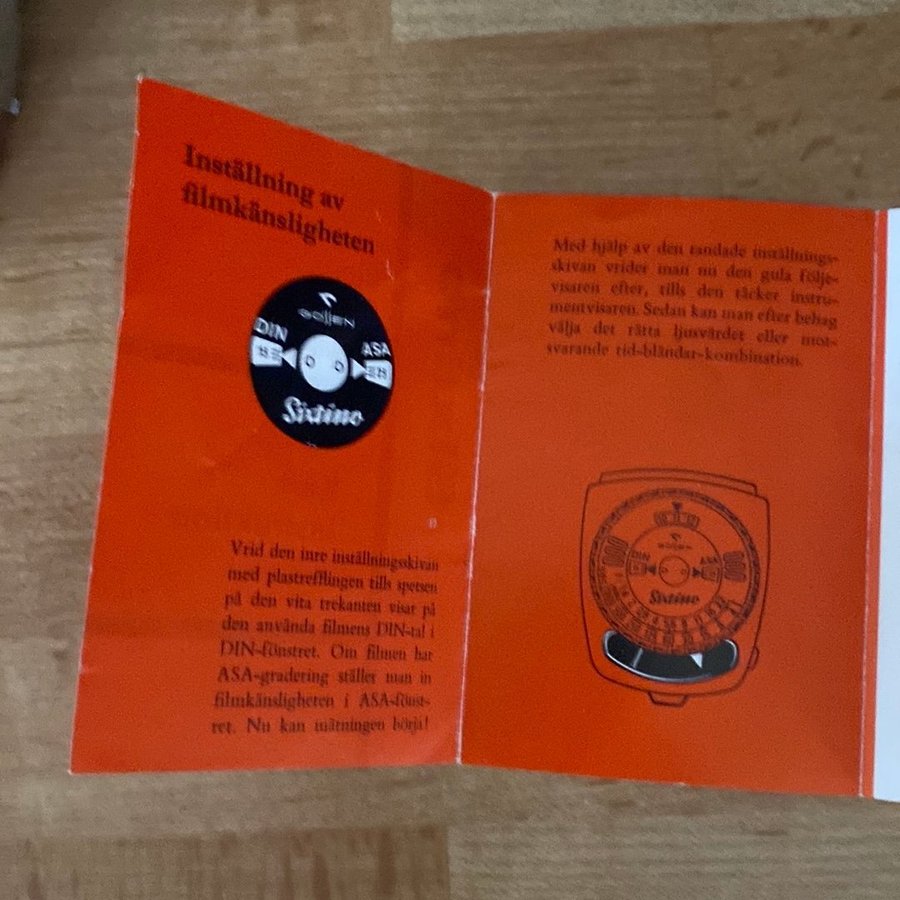 Inställning av
filmkänsligheten
GOSSEN
DIN
ASA
Sixtino
Vrid den inre inställningsskivan
med plastrefflingen tills spetsen
på den vita trekanten visar på
den använda filmens DIN-tal i
DIN-fönstret. Om filmen har
ASA-gradering ställer man in
filmkänsligheten i ASA-fönst-
ret. Nu kan mätningen börja!
Med hjälp av den randade inställnings-
skivan vrider man nu den gula följe-
visaren efter, tills den täcker instru-
mentvisaren. Sedan kan man efter behag
välja det rätta ljusvärdet eller mot-
svarande tid-bländar-kombination.
GOSSEN
DIN
ASA
Sixtino